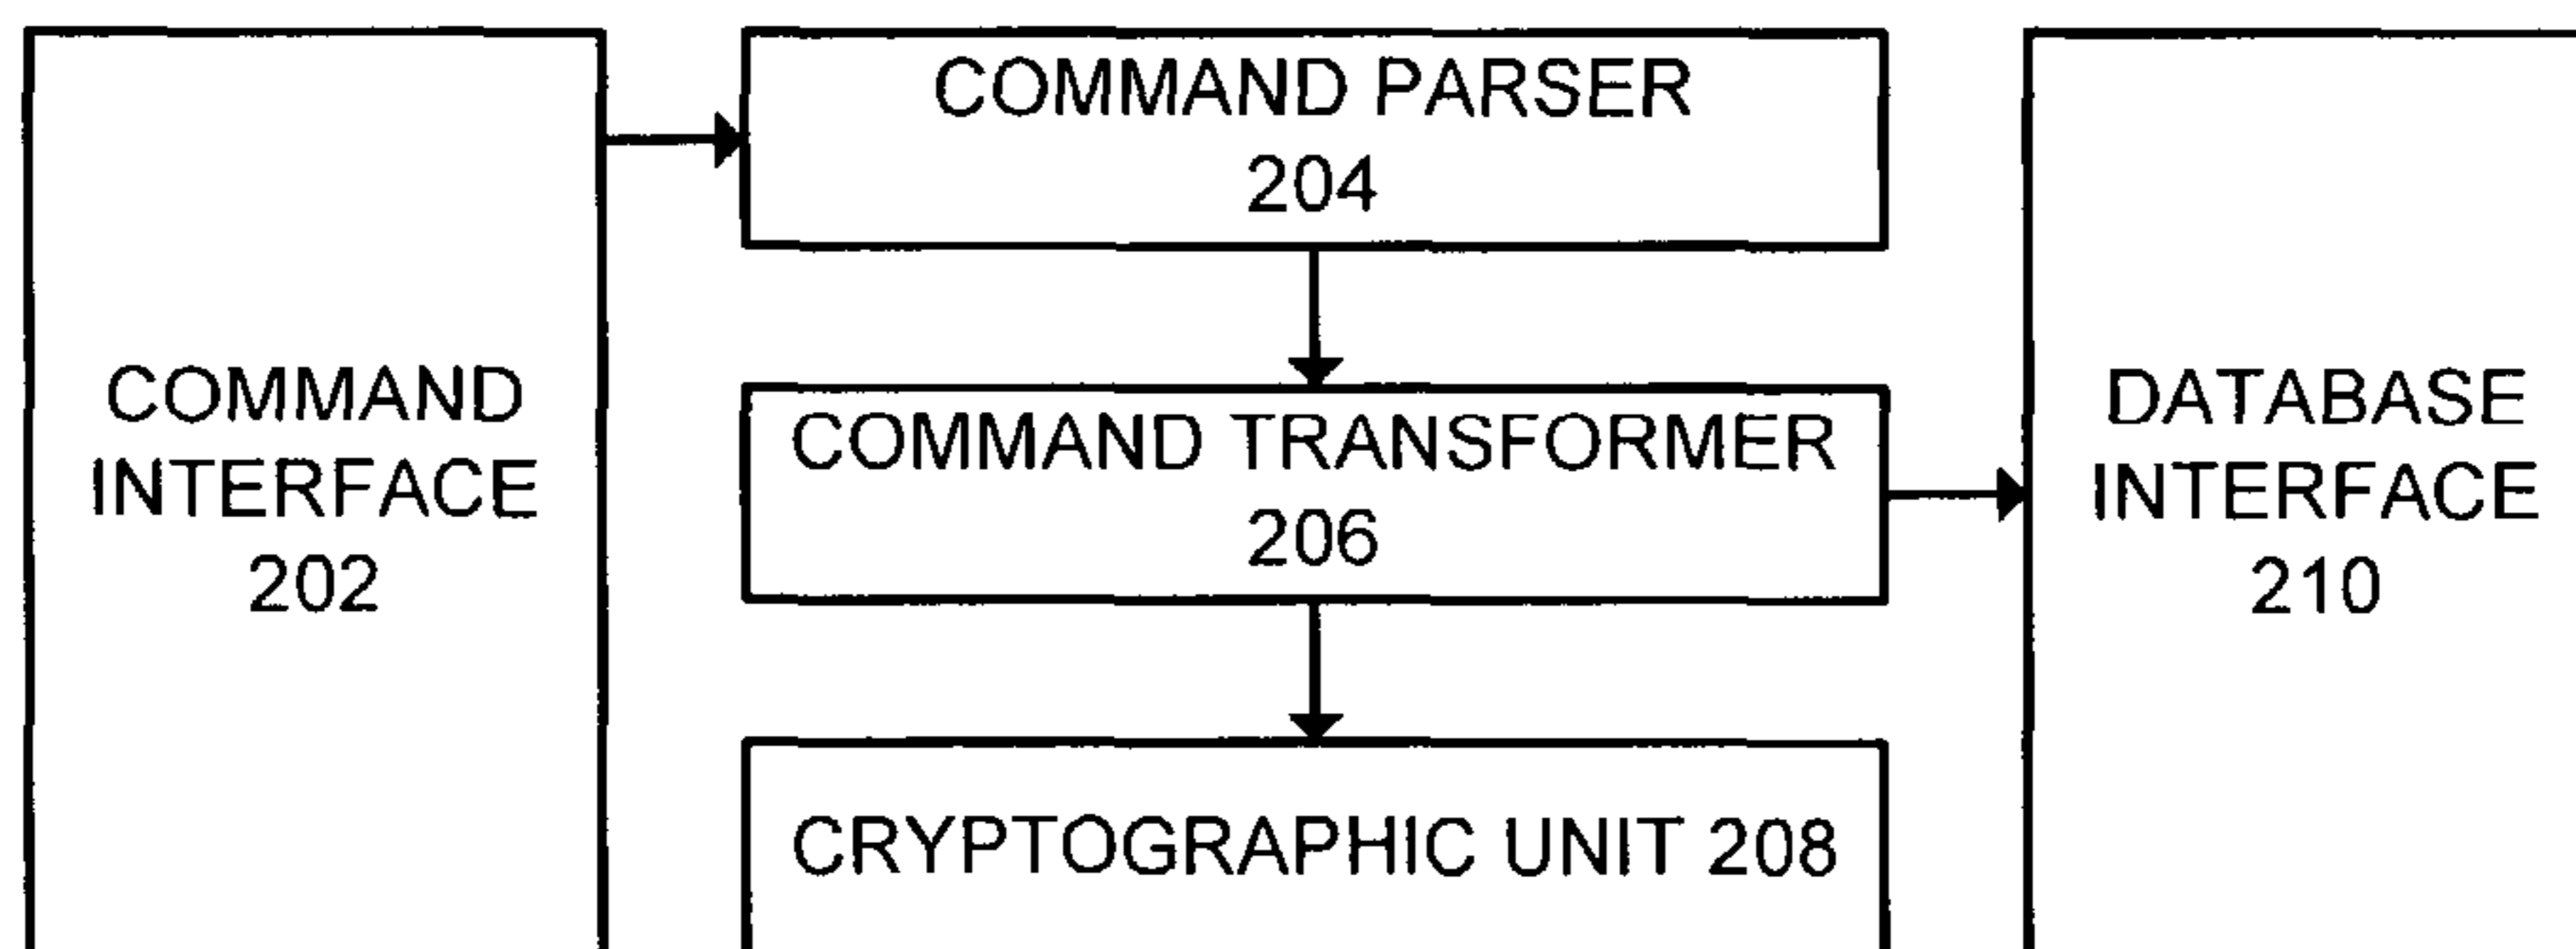 COMMAND PARSER
204
COMMAND
INTERFACE
202
COMMAND TRANSFORMER
206
DATABASE
INTERFACE
210
CRYPTOGRAPHIC UNIT 208